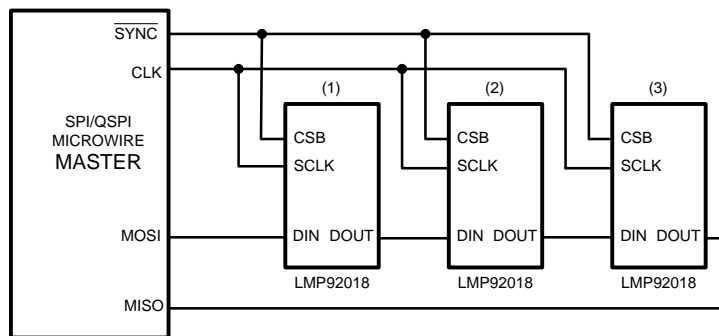 SYNC
CLK
(1) (2) (3)
SPI/QSPI
MICROWIRE
MASTER
CSB CSB CSB
SCLK SCLK SCLK
MOSI DIN DOUT DIN DOUT DIN DOUT
LMP92018 LMP92018 LMP92018
MISO